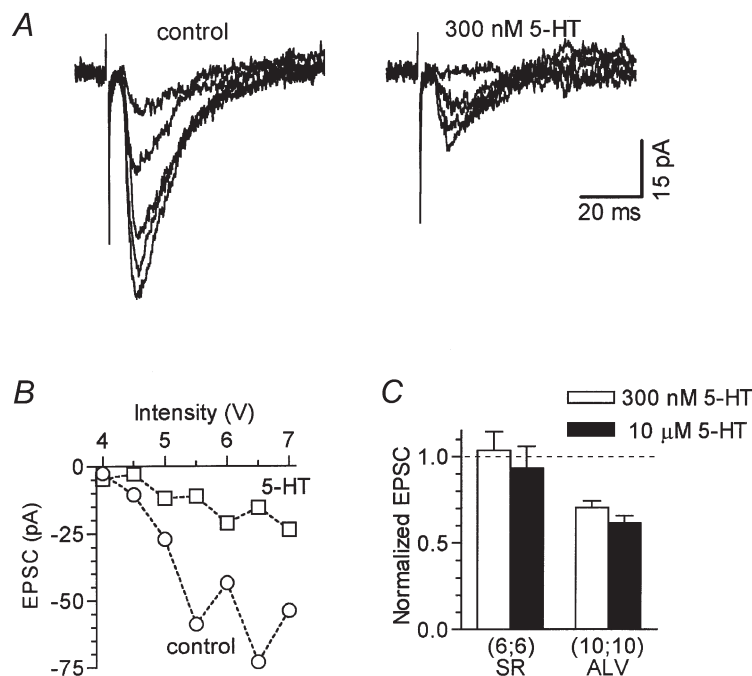 A
control
300 nM 5-HT
15 pA
20 ms
B
Intensity (V)
4 5 6 7
0
-25
-50
-75
EPSC (pA)
5-HT
control
C
300 nM 5-HT
10 μM 5-HT
1.0
0.5
0.0
Normalized EPSC
(6;6) (10;10)
SR ALV